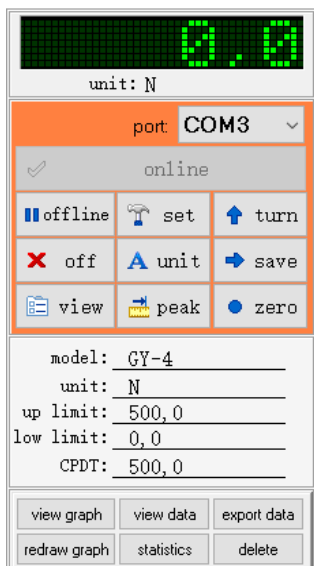 0.0
unit: N
port: COM3
online
offline set turn
off unit save
view peak zero
model: GY-4
unit: N
up limit: 500,0
low limit: 0,0
CPDT: 500,0
view graph view data export data
redraw graph statistics delete